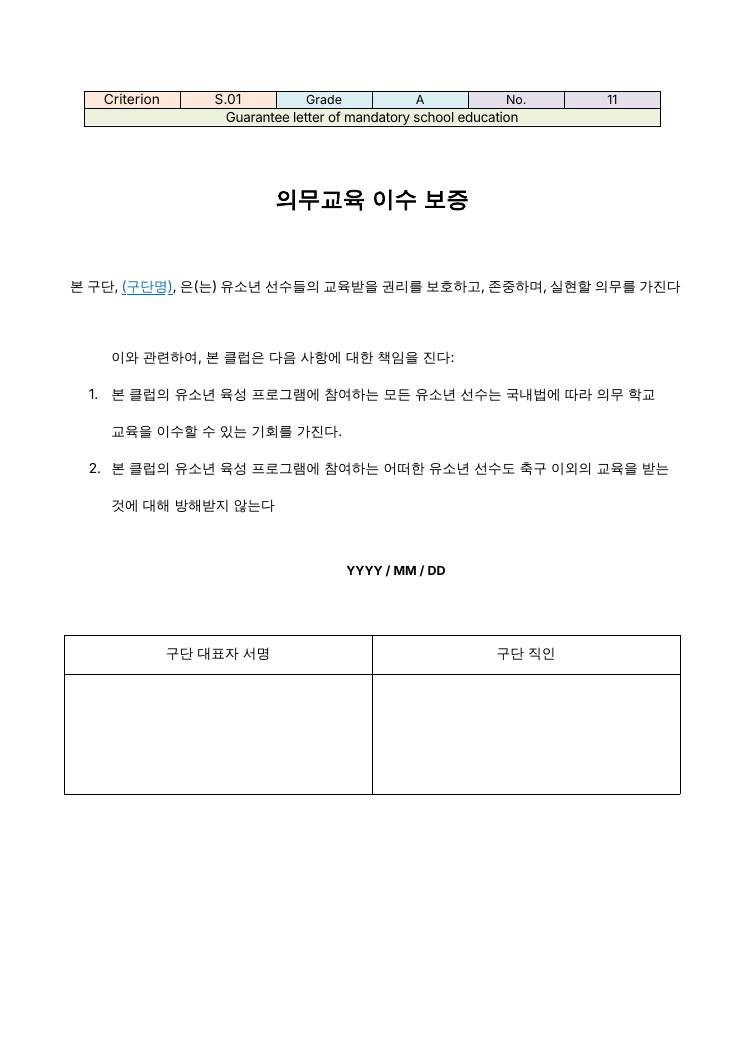 Criterion S.01 Grade A No. 11
Guarantee letter of mandatory school education
의무교육 이수 보증
본 구단, (구단명), 은(는) 유소년 선수들의 교육받을 권리를 보호하고, 존중하며, 실현할 의무를 가진다
이와 관련하여, 본 클럽은 다음 사항에 대한 책임을 진다:
1. 본 클럽의 유소년 육성 프로그램에 참여하는 모든 유소년 선수는 국내법에 따라 의무 학교
교육을 이수할 수 있는 기회를 가진다.
2. 본 클럽의 유소년 육성 프로그램에 참여하는 어떠한 유소년 선수도 축구 이외의 교육을 받는
것에 대해 방해받지 않는다
YYYY / MM / DD
구단 대표자 서명 구단 직인